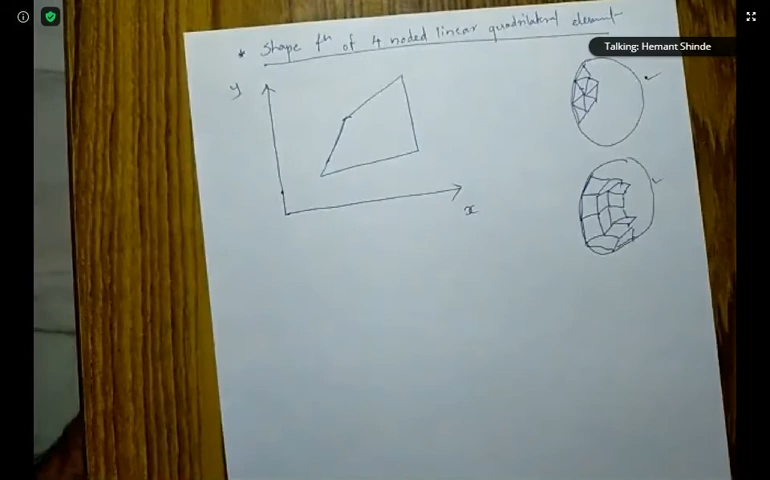 * Shape fn of 4 noded linear quadrilateral element
Talking: Hemant Shinde
y
x